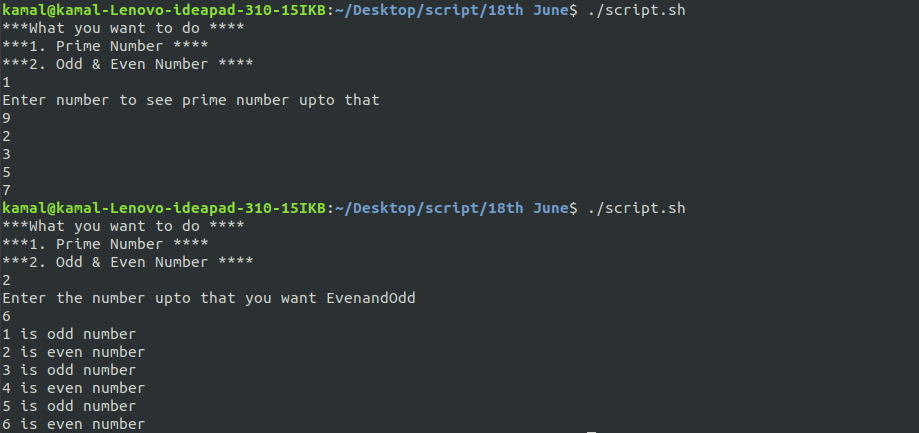 kamal@kamal-Lenovo-ideapad-310-15IKB:~/Desktop/script/18th June$ ./script.sh
***What you want to do ****
***1. Prime Number ****
***2. Odd & Even Number ****
1
Enter number to see prime number upto that
9
2
3
5
7
kamal@kamal-Lenovo-ideapad-310-15IKB:~/Desktop/script/18th June$ ./script.sh
***What you want to do ****
***1. Prime Number ****
***2. Odd & Even Number ****
2
Enter the number upto that you want EvenandOdd
6
1 is odd number
2 is even number
3 is odd number
4 is even number
5 is odd number
6 is even number